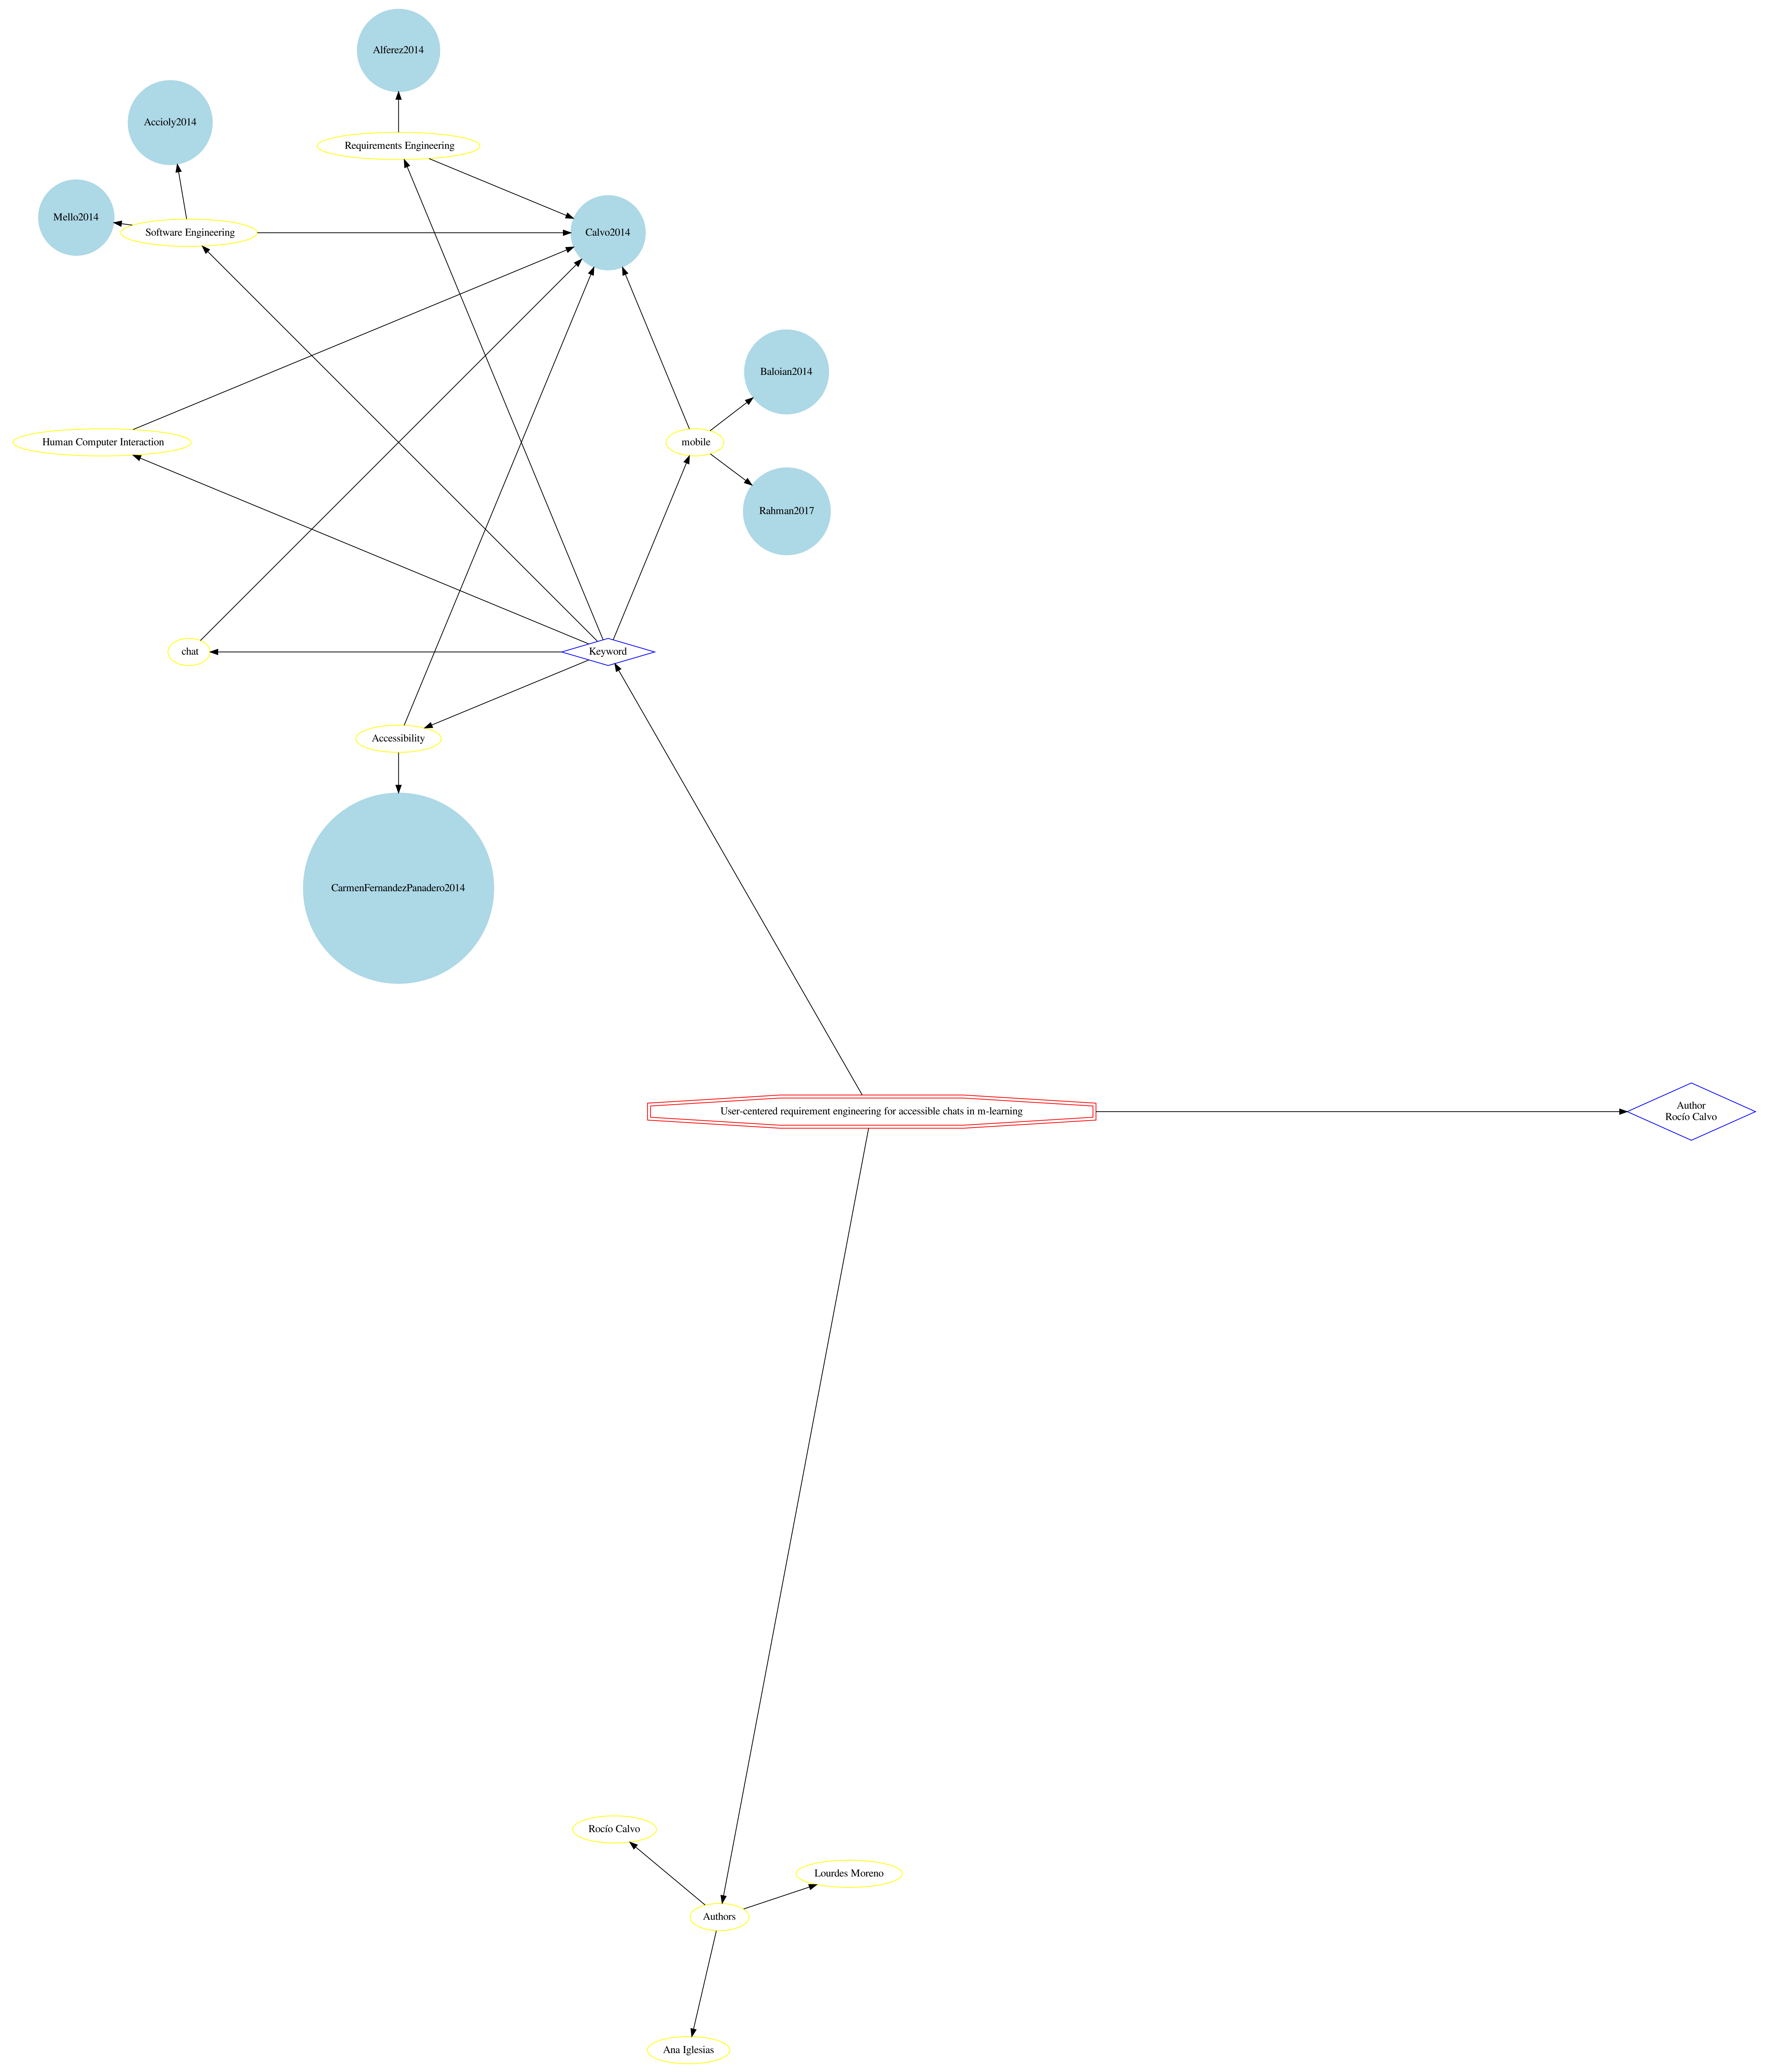 Alferez2014
Accioly2014
Requirements Engineering
Mello2014
Software Engineering
Calvo2014
Baloian2014
Human Computer Interaction
mobile
Rahman2017
chat
Keyword
Accessibility
CarmenFernandezPanadero2014
User-centered requirement engineering for accessible chats in m-learning
Author
Rocío Calvo
Rocío Calvo
Lourdes Moreno
Authors
Ana Iglesias